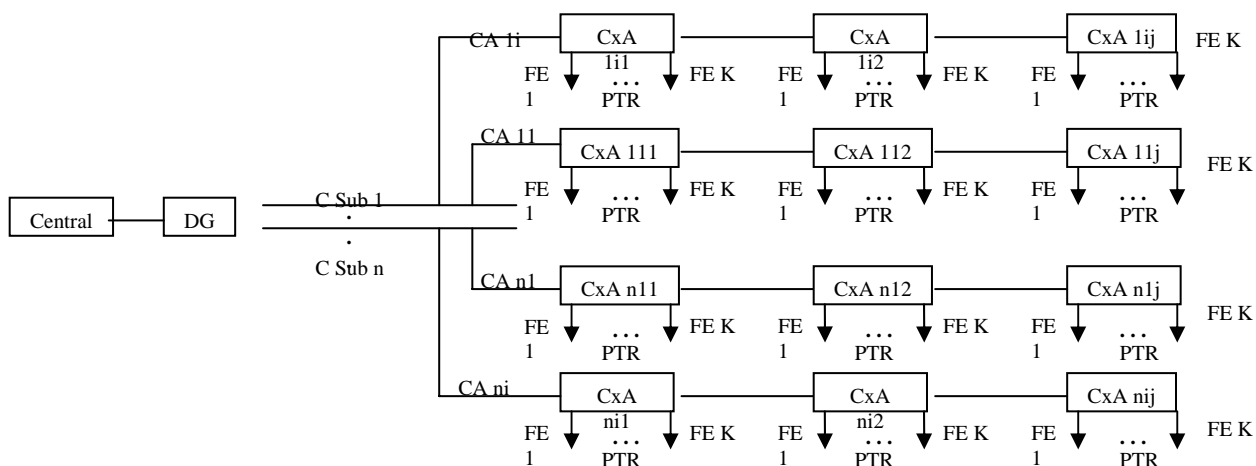 CA 1i
CxA
1i1
CxA
1i2
CxA 1ij
FE K
FE
1
...
PTR
FE K
FE
1
...
PTR
FE K
FE
1
...
PTR
CA 11
CxA 111
CxA 112
CxA 11j
FE K
FE
1
...
PTR
FE K
FE
1
...
PTR
FE K
FE
1
...
PTR
Central
DG
C Sub 1
.
.
C Sub n
.
CA n1
CxA n11
CxA n12
CxA n1j
FE K
FE
1
...
PTR
FE K
FE
1
...
PTR
FE K
FE
1
...
PTR
CA ni
CxA
ni1
CxA
ni2
CxA nij
FE K
FE
1
...
PTR
FE K
FE
1
...
PTR
FE K
FE
1
...
PTR